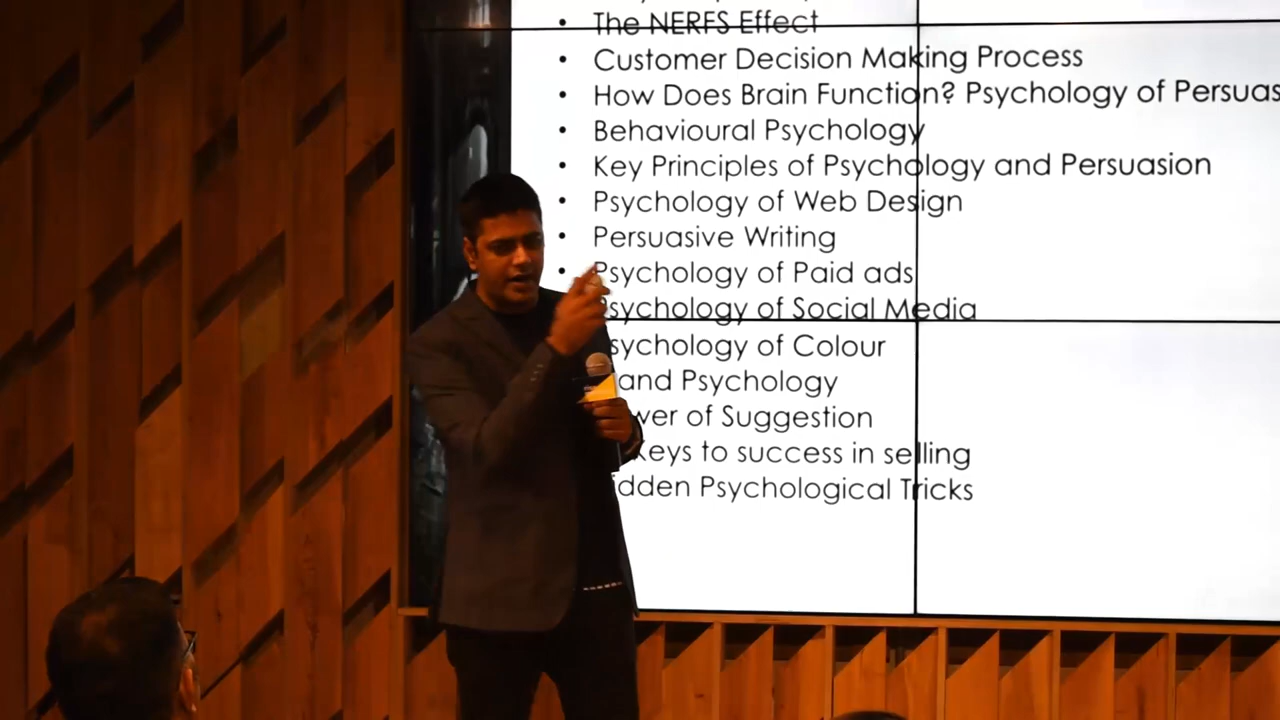 The NERFS Effect
Customer Decision Making Process
How Does Brain Function? Psychology of Persuas
Behavioural Psychology
Key Principles of Psychology and Persuasion
Psychology of Web Design
Persuasive Writing
Psychology of Paid ads
Psychology of Social Media
sychology of Colour
and Psychology
wer of Suggestion
Keys to success in selling
idden Psychological Tricks